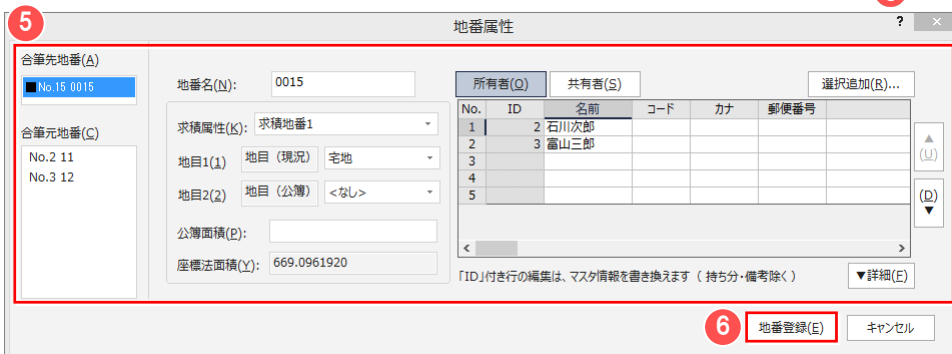 5
地番属性
?
×
合筆先地番(A)
■No.15 0015
合筆元地番(C)
No.2 11
No.3 12
地番名(N): 0015
求積属性(K): 求積地番1
地目1(1) 地目（現況） 宅地
地目2(2) 地目（公簿） <なし>
公簿面積(P):
座標法面積(Y): 669.0961920
所有者(O) 共有者(S) 選択追加(R)...
No. ID 名前 コード カナ 郵便番号
1 2 石川次郎
2 3 富山三郎
3
4
5
▲
(U)
(D)
▼
< >
「ID」付き行の編集は、マスタ情報を書き換えます（ 持ち分・備考除く ）
▼詳細(F)
6 地番登録(E) キャンセル